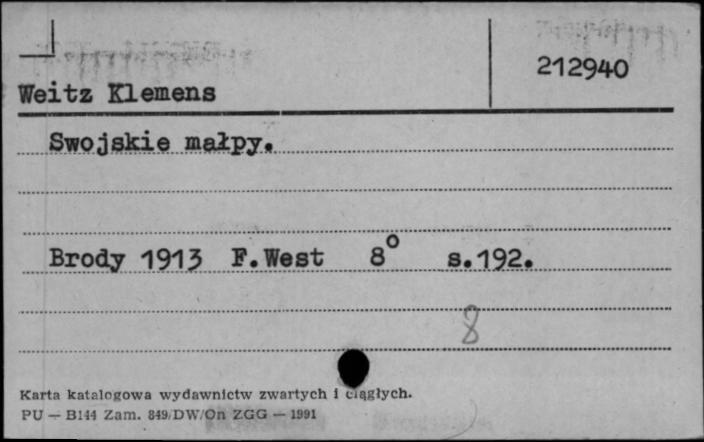 212940
Weitz Klemens
Swojskie małpy.
Brody 1913 F.West 8° s.192.
8
Karta katalogowa wydawnictw zwartych i ciągłych.
PU — B144 Zam. 849/DW/On ZGG — 1991